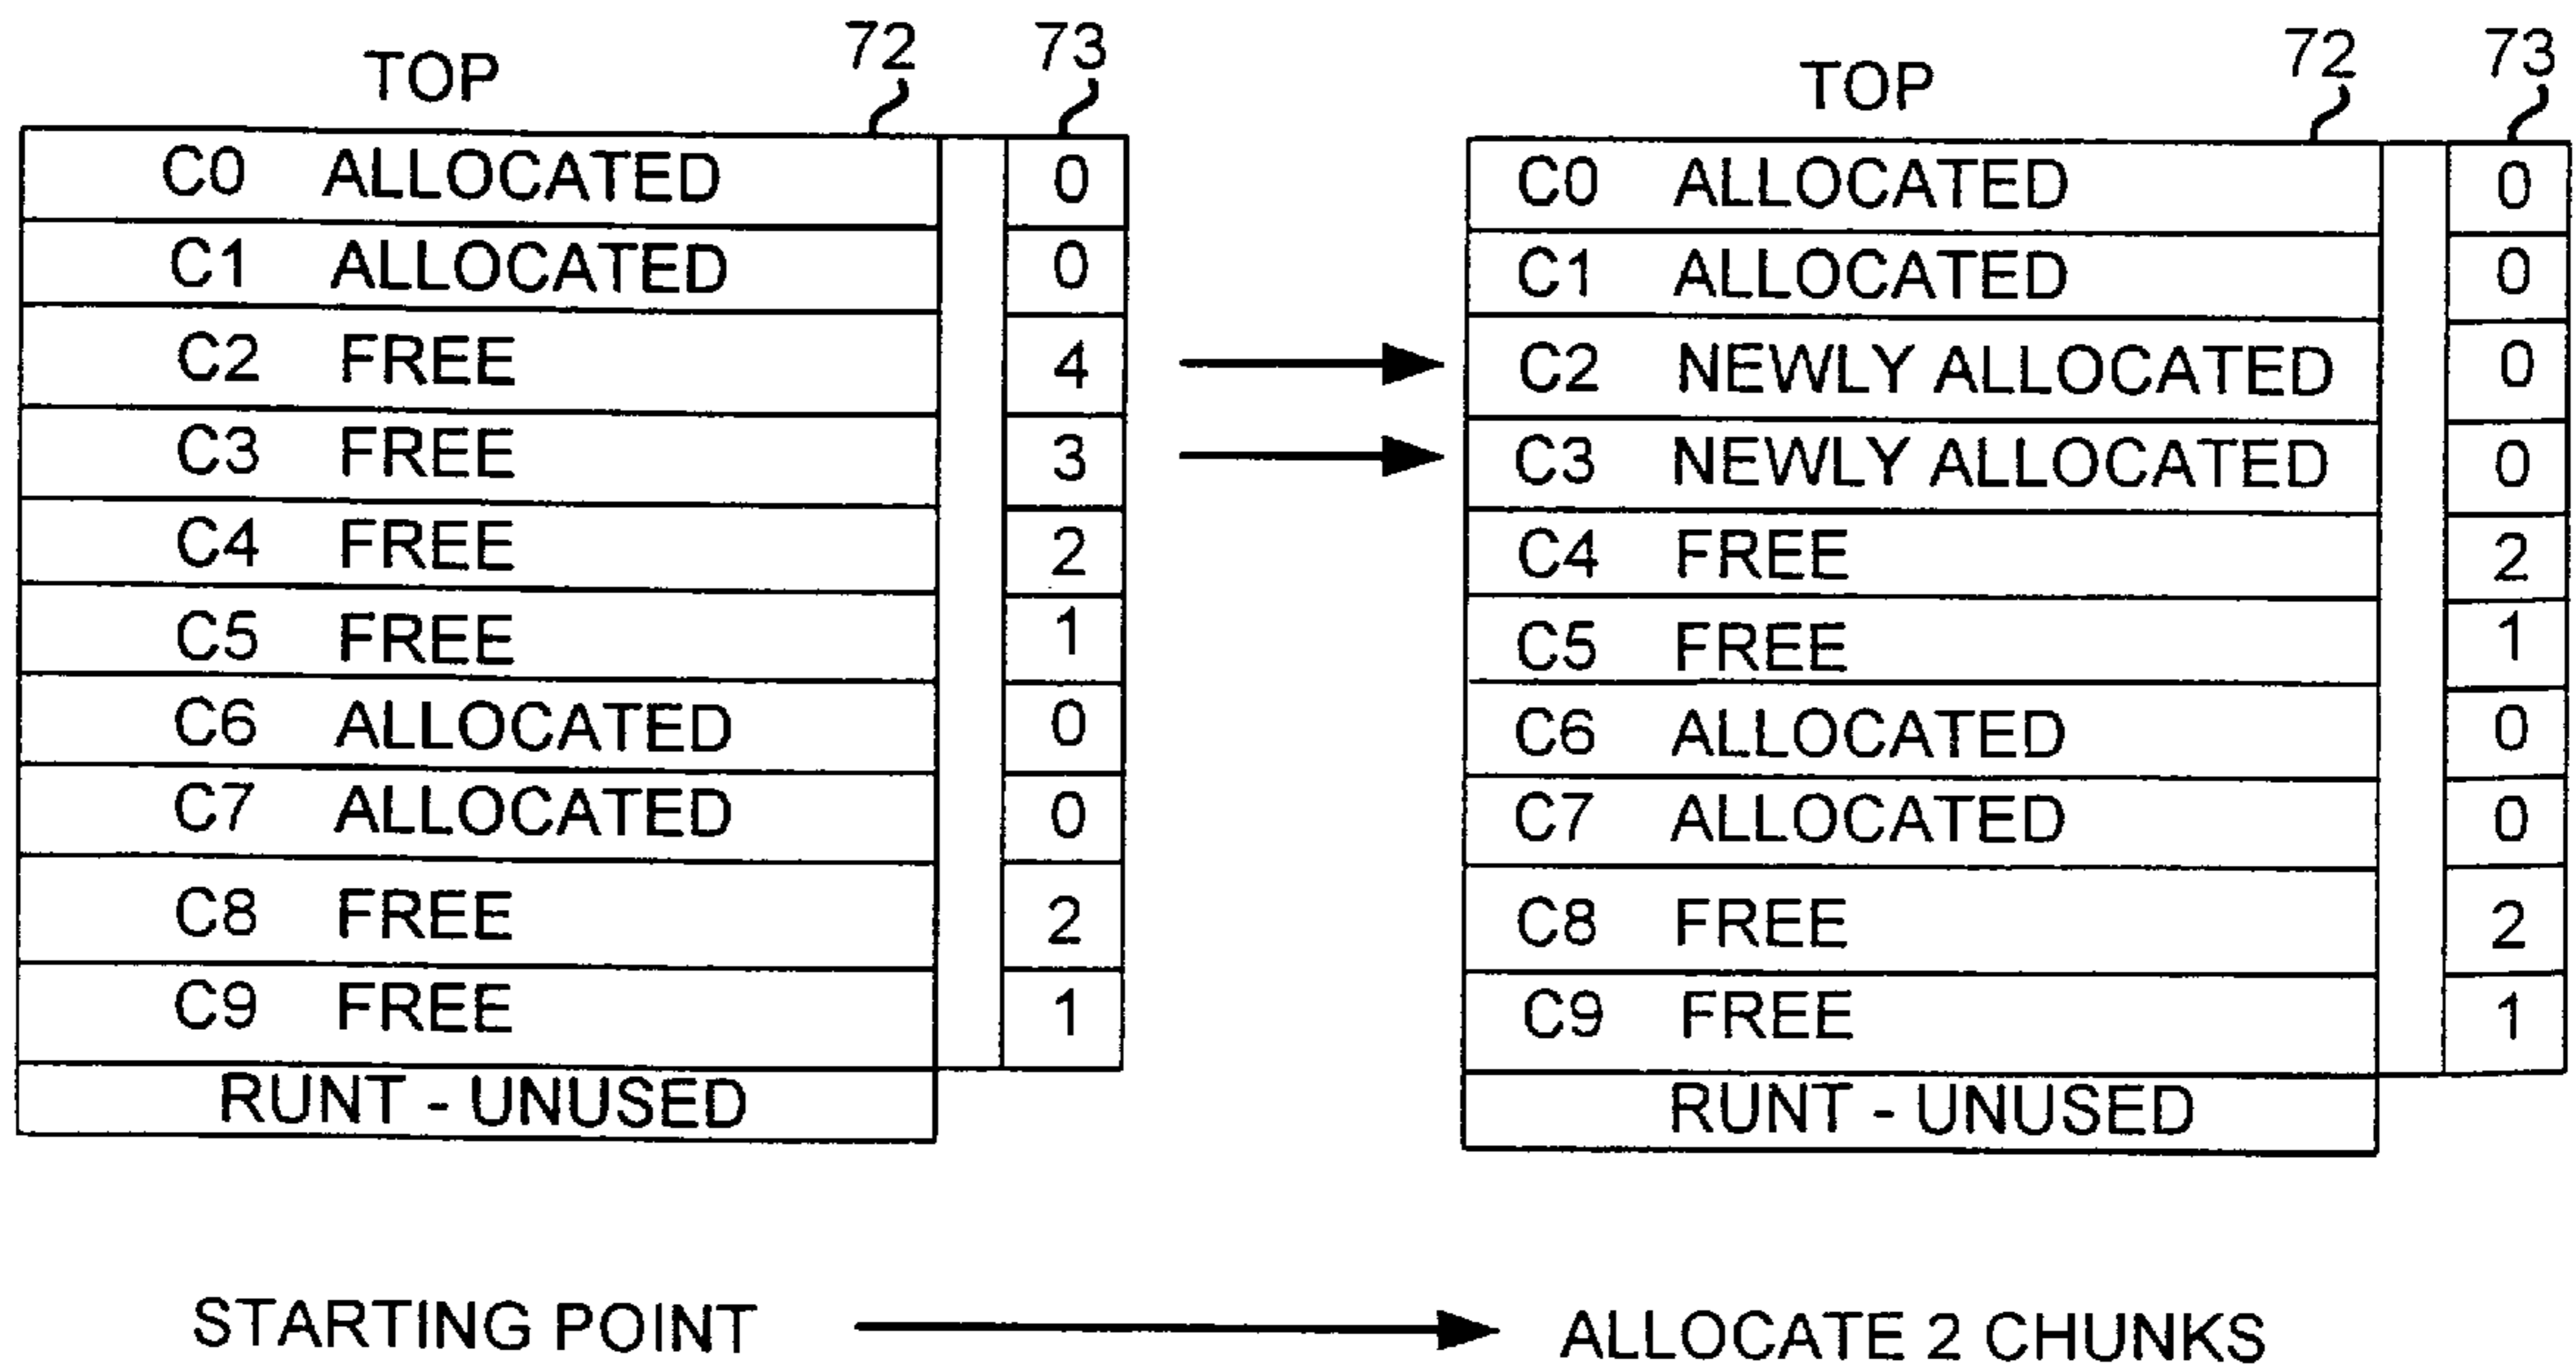 TOP 72 73
C0 ALLOCATED 0
C1 ALLOCATED 0
C2 FREE 4
C3 FREE 3
C4 FREE 2
C5 FREE 1
C6 ALLOCATED 0
C7 ALLOCATED 0
C8 FREE 2
C9 FREE 1
RUNT - UNUSED
TOP 72 73
C0 ALLOCATED 0
C1 ALLOCATED 0
C2 NEWLY ALLOCATED 0
C3 NEWLY ALLOCATED 0
C4 FREE 2
C5 FREE 1
C6 ALLOCATED 0
C7 ALLOCATED 0
C8 FREE 2
C9 FREE 1
RUNT - UNUSED
STARTING POINT
ALLOCATE 2 CHUNKS